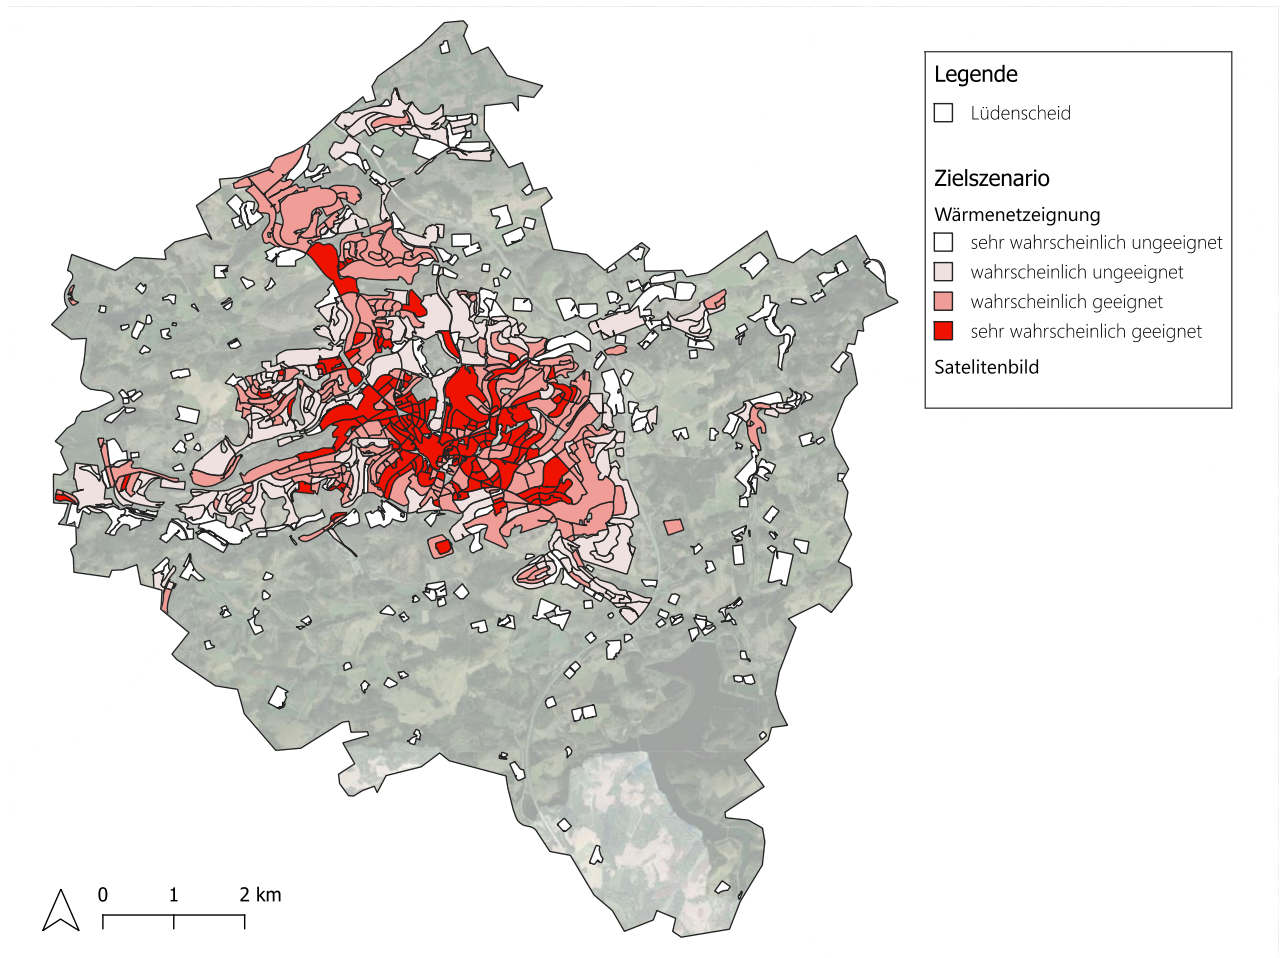 Legende
Lüdenscheid
Zielszenario
Wärmenetzeignung
sehr wahrscheinlich ungeeignet
wahrscheinlich ungeeignet
wahrscheinlich geeignet
sehr wahrscheinlich geeignet
Satelitenbild
0 1 2 km